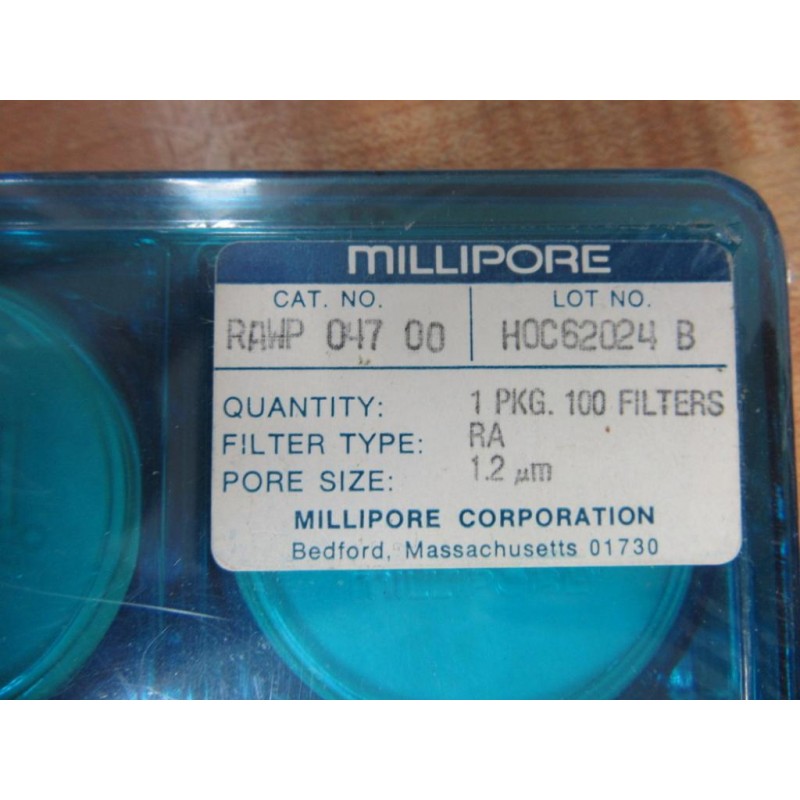 MILLIPORE
CAT. NO. LOT NO.
RAWP 047 00 H0C62024 B
QUANTITY: 1 PKG. 100 FILTERS
FILTER TYPE: RA
PORE SIZE: 1.2 µm
MILLIPORE CORPORATION
Bedford, Massachusetts 01730